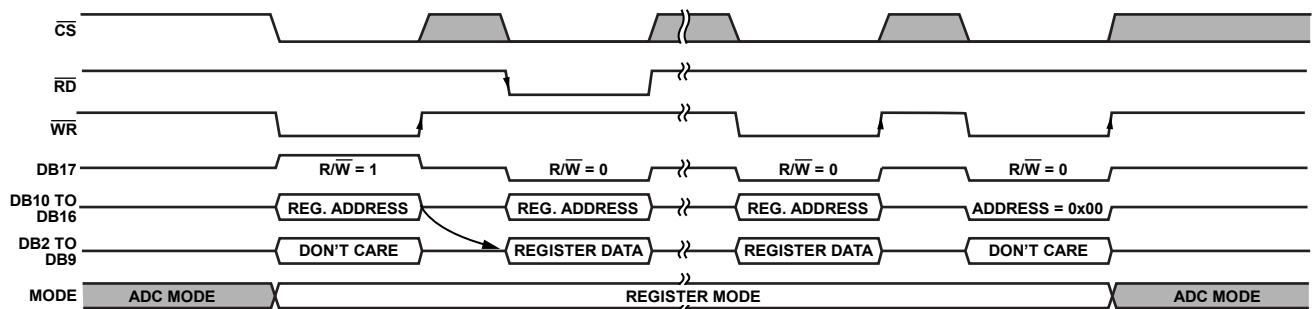 CS
RD
WR
DB17 R/W = 1 R/W = 0 R/W = 0 R/W = 0
DB10 TO
DB16 REG. ADDRESS REG. ADDRESS REG. ADDRESS ADDRESS = 0x00
DB2 TO
DB9 DON'T CARE REGISTER DATA REGISTER DATA DON'T CARE
MODE ADC MODE REGISTER MODE ADC MODE